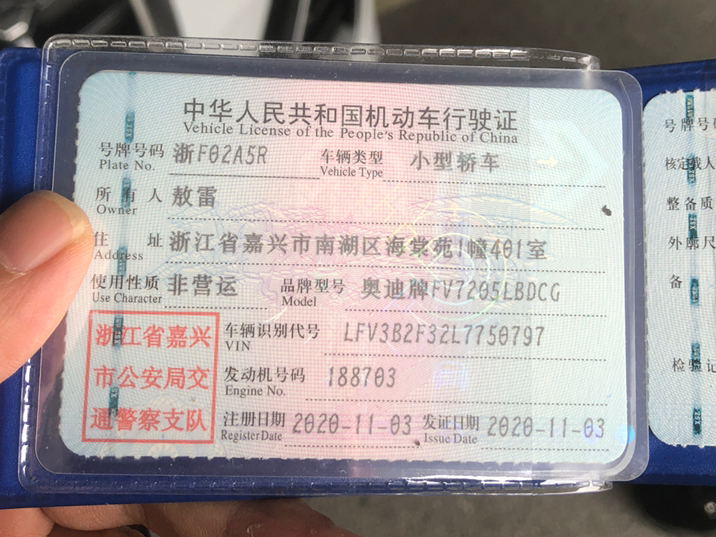 中华人民共和国机动车行驶证
Vehicle License of the People's Republic of China
号牌号码 浙F02A5R 车辆类型 小型轿车
Plate No. Vehicle Type
所有人 敖雷
Owner
住址 浙江省嘉兴市南湖区海棠苑1幢401室
Address
使用性质 非营运 品牌型号 奥迪牌FV7205LBDCG
Use Character Model
浙江省嘉兴
市公安局交
通警察支队
车辆识别代号 LFV3B2F32L7750797
VIN
发动机号码 188703
Engine No.
注册日期 2020-11-03 发证日期 2020-11-03
Register Date Issue Date
号牌号码
核定载人
整备质
外廓尺
备
检验记